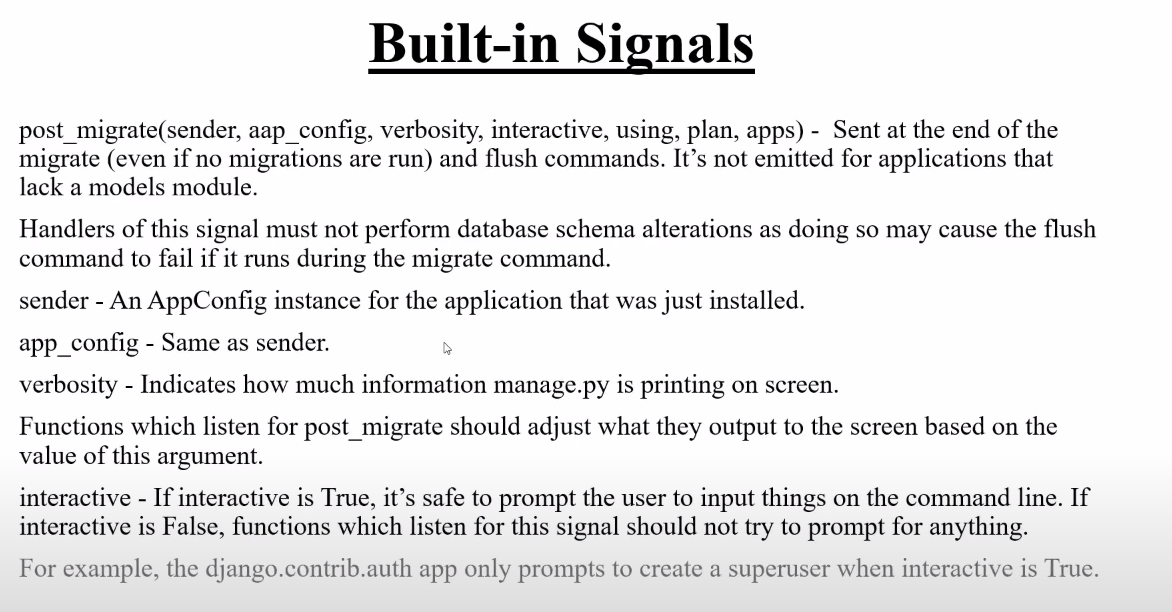 Built-in Signals
post_migrate(sender, aap_config, verbosity, interactive, using, plan, apps) - Sent at the end of the
migrate (even if no migrations are run) and flush commands. It’s not emitted for applications that
lack a models module.
Handlers of this signal must not perform database schema alterations as doing so may cause the flush
command to fail if it runs during the migrate command.
sender - An AppConfig instance for the application that was just installed.
app_config - Same as sender.
verbosity - Indicates how much information manage.py is printing on screen.
Functions which listen for post_migrate should adjust what they output to the screen based on the
value of this argument.
interactive - If interactive is True, it’s safe to prompt the user to input things on the command line. If
interactive is False, functions which listen for this signal should not try to prompt for anything.
For example, the django.contrib.auth app only prompts to create a superuser when interactive is True.